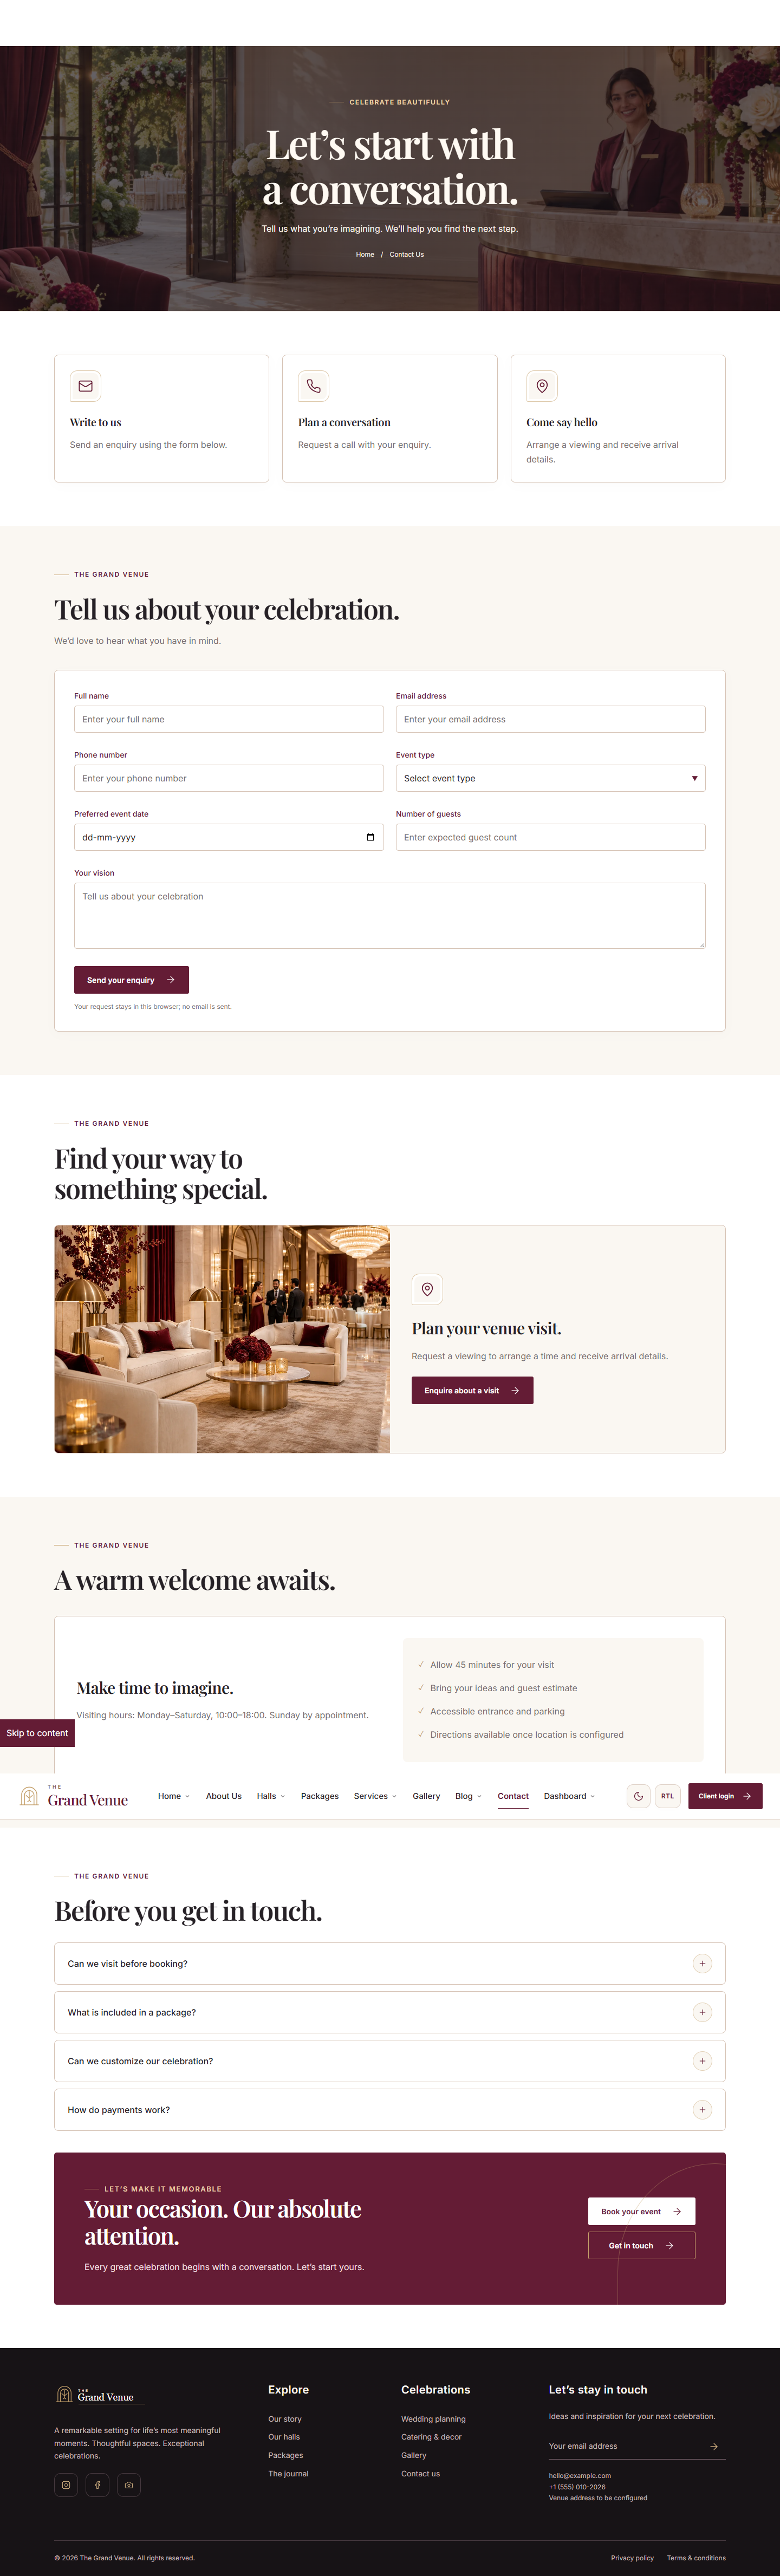 CELEBRATE BEAUTIFULLY
Let’s start with
a conversation.
Tell us what you’re imagining. We’ll help you find the next step.
Home / Contact Us
Write to us
Send an enquiry using the form below.
Plan a conversation
Request a call with your enquiry.
Come say hello
Arrange a viewing and receive arrival
details.
THE GRAND VENUE
Tell us about your celebration.
We’d love to hear what you have in mind.
Full name
Enter your full name
Email address
Enter your email address
Phone number
Enter your phone number
Event type
Select event type
Preferred event date
dd-mm-yyyy
Number of guests
Enter expected guest count
Your vision
Tell us about your celebration
Send your enquiry
Your request stays in this browser; no email is sent.
THE GRAND VENUE
Find your way to
something special.
Plan your venue visit.
Request a viewing to arrange a time and receive arrival details.
Enquire about a visit
THE GRAND VENUE
A warm welcome awaits.
Make time to imagine.
Visiting hours: Monday–Saturday, 10:00–18:00. Sunday by appointment.
✓ Allow 45 minutes for your visit
✓ Bring your ideas and guest estimate
✓ Accessible entrance and parking
✓ Directions available once location is configured
Skip to content
THE
Grand Venue
Home About Us Halls Packages Services Gallery Blog Contact Dashboard RTL Client login
THE GRAND VENUE
Before you get in touch.
Can we visit before booking?
What is included in a package?
Can we customize our celebration?
How do payments work?
LET’S MAKE IT MEMORABLE
Your occasion. Our absolute
attention.
Every great celebration begins with a conversation. Let’s start yours.
Book your event
Get in touch
THE
Grand Venue
A remarkable setting for life’s most meaningful
moments. Thoughtful spaces. Exceptional
celebrations.
Explore
Our story
Our halls
Packages
The journal
Celebrations
Wedding planning
Catering & decor
Gallery
Contact us
Let’s stay in touch
Ideas and inspiration for your next celebration.
Your email address
hello@example.com
+1 (555) 010-2026
Venue address to be configured
© 2026 The Grand Venue. All rights reserved.
Privacy policy Terms & conditions